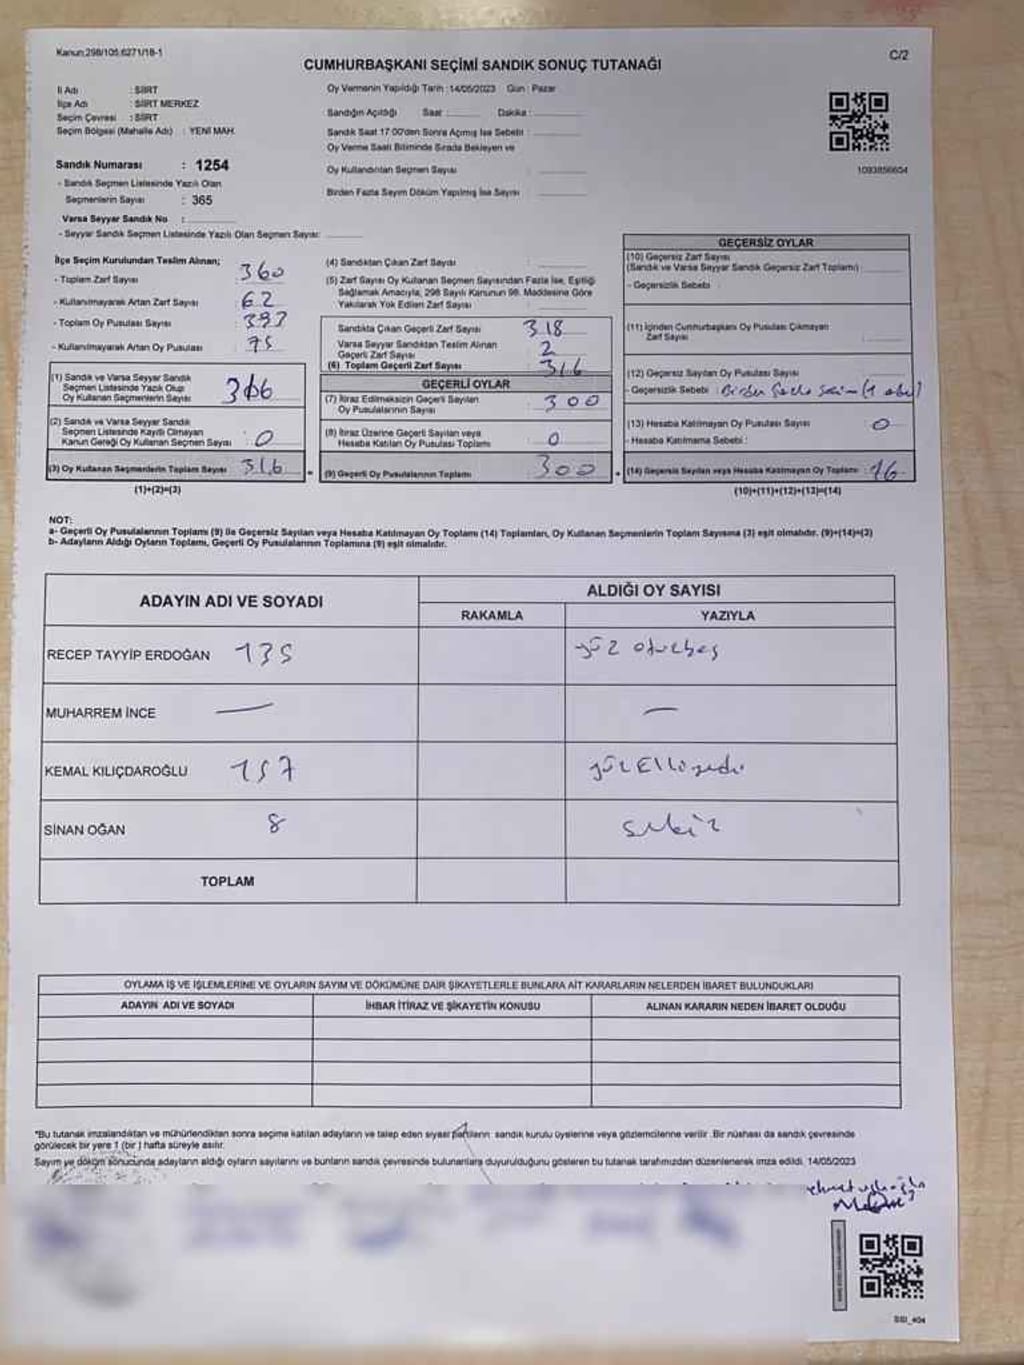 Kanun:298/105.6271/18-1
C/2
CUMHURBAŞKANI SEÇİMİ SANDIK SONUÇ TUTANAĞI
İl Adı : SİİRT
İlçe Adı : SİİRT MERKEZ
Seçim Çevresi : SİİRT
Seçim Bölgesi (Mahalle Adı) : YENİ MAH.
Sandık Numarası : 1254
- Sandık Seçmen Listesinde Yazılı Olan
Seçmenlerin Sayısı : 365
Varsa Seyyar Sandık No :
- Seyyar Sandık Seçmen Listesinde Yazılı Olan Seçmen Sayısı:
Oy Vermenin Yapıldığı Tarih : 14/05/2023 Gün : Pazar
Sandığın Açıldığı Saat : Dakika :
Sandık Saat 17.00'den Sonra Açılmış İse Sebebi :
Oy Verme Saati Bitiminde Sırada Bekleyen ve
Oy Kullandırılan Seçmen Sayısı
Birden Fazla Sayım Döküm Yapılmış İse Sayısı
1093856604
İlçe Seçim Kurulundan Teslim Alınan;
- Toplam Zarf Sayısı 360
- Kullanılmayarak Artan Zarf Sayısı 62
- Toplam Oy Pusulası Sayısı 393
- Kullanılmayarak Artan Oy Pusulası 75
(1) Sandık ve Varsa Seyyar Sandık
Seçmen Listesinde Yazılı Olup
Oy Kullanan Seçmenlerin Sayısı
(2) Sandık ve Varsa Seyyar Sandık
Seçmen Listesinde Kayıtlı Olmayan
Kanun Gereği Oy Kullanan Seçmen Sayısı : 0
(3) Oy Kullanan Seçmenlerin Toplam Sayısı 316
(1)+(2)=(3)
(4) Sandıktan Çıkan Zarf Sayısı
(5) Zarf Sayısı Oy Kullanan Seçmen Sayısından Fazla İse, Eşitliği
Sağlamak Amacıyla, 298 Sayılı Kanunun 98. Maddesine Göre
Yakılarak Yok Edilen Zarf Sayısı
Sandıkta Çıkan Geçerli Zarf Sayısı 318
Varsa Seyyar Sandıktan Teslim Alınan
Geçerli Zarf Sayısı 2
(6) Toplam Geçerli Zarf Sayısı 316
GEÇERLİ OYLAR
(7) İtiraz Edilmeksizin Geçerli Sayılan
Oy Pusulalarının Sayısı : 300
(8) İtiraz Üzerine Geçerli Sayılan veya
Hesaba Katılan Oy Pusulası Toplamı 0
(9) Geçerli Oy Pusulalarının Toplamı 300
GEÇERSİZ OYLAR
(10) Geçersiz Zarf Sayısı
(Sandık ve Varsa Seyyar Sandık Geçersiz Zarf Toplamı) :
- Geçersizlik Sebebi :
(11) İçinden Cumhurbaşkanı Oy Pusulası Çıkmayan
Zarf Sayısı
(12) Geçersiz Sayılan Oy Pusulası Sayısı :
- Geçersizlik Sebebi : Birden
(13) Hesaba Katılmayan Oy Pusulası Sayısı : 0
- Hesaba Katılmama Sebebi :
(14) Geçersiz Sayılan veya Hesaba Katılmayan Oy Toplamı : 16
(10)+(11)+(12)+(13)=(14)
NOT:
a- Geçerli Oy Pusulalarının Toplamı (9) ile Geçersiz Sayılan veya Hesaba Katılmayan Oy Toplamı (14) Toplamları, Oy Kullanan Seçmenlerin Toplam Sayısına (3) eşit olmalıdır. (9)+(14)=(3)
b- Adayların Aldığı Oyların Toplamı, Geçerli Oy Pusulalarının Toplamına (9) eşit olmalıdır.
ADAYIN ADI VE SOYADI
ALDIĞI OY SAYISI
RAKAMLA YAZIYLA
RECEP TAYYİP ERDOĞAN 135 yüz otuzbeş
MUHARREM İNCE — —
KEMAL KILIÇDAROĞLU 157 yüz elli yedi
SİNAN OĞAN 8 sekiz
TOPLAM
OYLAMA İŞ VE İŞLEMLERİNE VE OYLARIN SAYIM VE DÖKÜMÜNE DAİR ŞİKAYETLERLE BUNLARA AİT KARARLARIN NELERDEN İBARET BULUNDUKLARI
ADAYIN ADI VE SOYADI İHBAR İTİRAZ VE ŞİKAYETİN KONUSU ALINAN KARARIN NEDEN İBARET OLDUĞU
*Bu tutanak imzalandıktan ve mühürlendikten sonra seçime katılan adayların ve talep eden siyasi partilerin sandık kurulu üyelerine veya gözlemcilerine verilir. Bir nüshası da sandık çevresinde
görülecek bir yere 1 (bir ) hafta süreyle asılır.
Sayım ve döküm sonucunda adayların aldığı oyların sayılarını ve bunların sandık çevresinde bulunanlara duyurulduğunu gösteren bu tutanak tarafımızdan düzenlenerek imza edildi. 14/05/2023
SSI_404